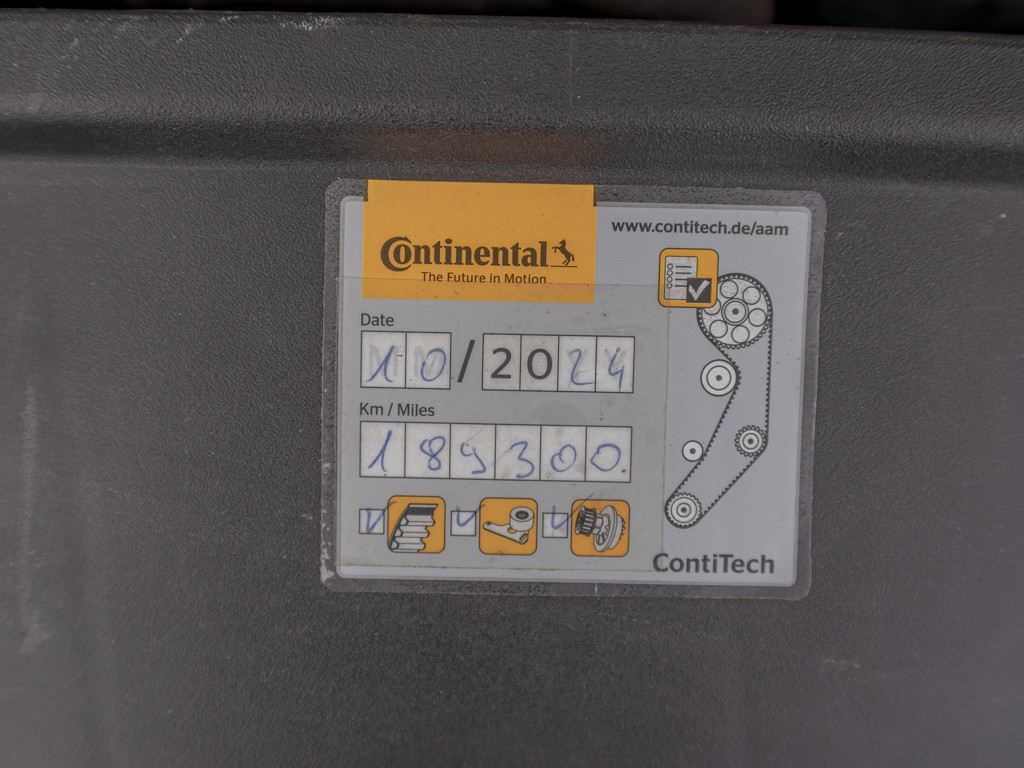 www.contitech.de/aam
Continental
The Future in Motion
Date
10/2024
Km / Miles
189300
ContiTech